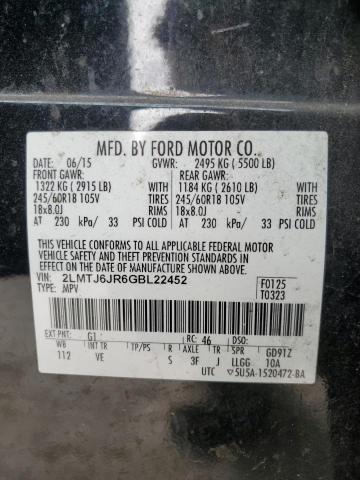 MFD. BY FORD MOTOR CO.
DATE: 06/15 GVWR: 2495 KG ( 5500 LB)
FRONT GAWR: REAR GAWR:
1322 KG ( 2915 LB) WITH 1184 KG ( 2610 LB) WITH
245/60R18 105V TIRES 245/60R18 105V TIRES
18x8.0J RIMS 18x8.0J RIMS
AT 230 kPa/ 33 PSI COLD AT 230 kPa/ 33 PSI COLD
THIS VEHICLE CONFORMS TO ALL APPLICABLE FEDERAL MOTOR
VEHICLE SAFETY AND BUMPER STANDARDS IN EFFECT ON THE DATE OF
MANUFACTURE SHOWN ABOVE.
VIN: 2LMTJ6JR6GBL22452 F0125
TYPE: MPV T0323
EXT PNT: G1 RC: 46 DSO:
WB INT TR TP/PS R AXLE TR SPR GD91Z
112 VE S 3F J LLGG 10A
UTC 5U5A-1520472-BA